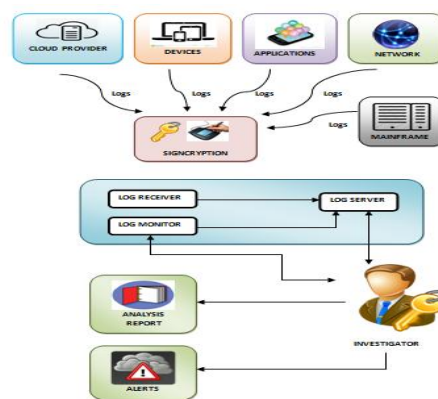 CLOUD PROVIDER
DEVICES
APPLICATIONS
NETWORK
Logs
Logs
Logs
Logs
Logs
MAINFRAME
SIGNCRYPTION
LOG RECEIVER
LOG SERVER
LOG MONITOR
ANALYSIS
REPORT
INVESTIGATOR
ALERTS